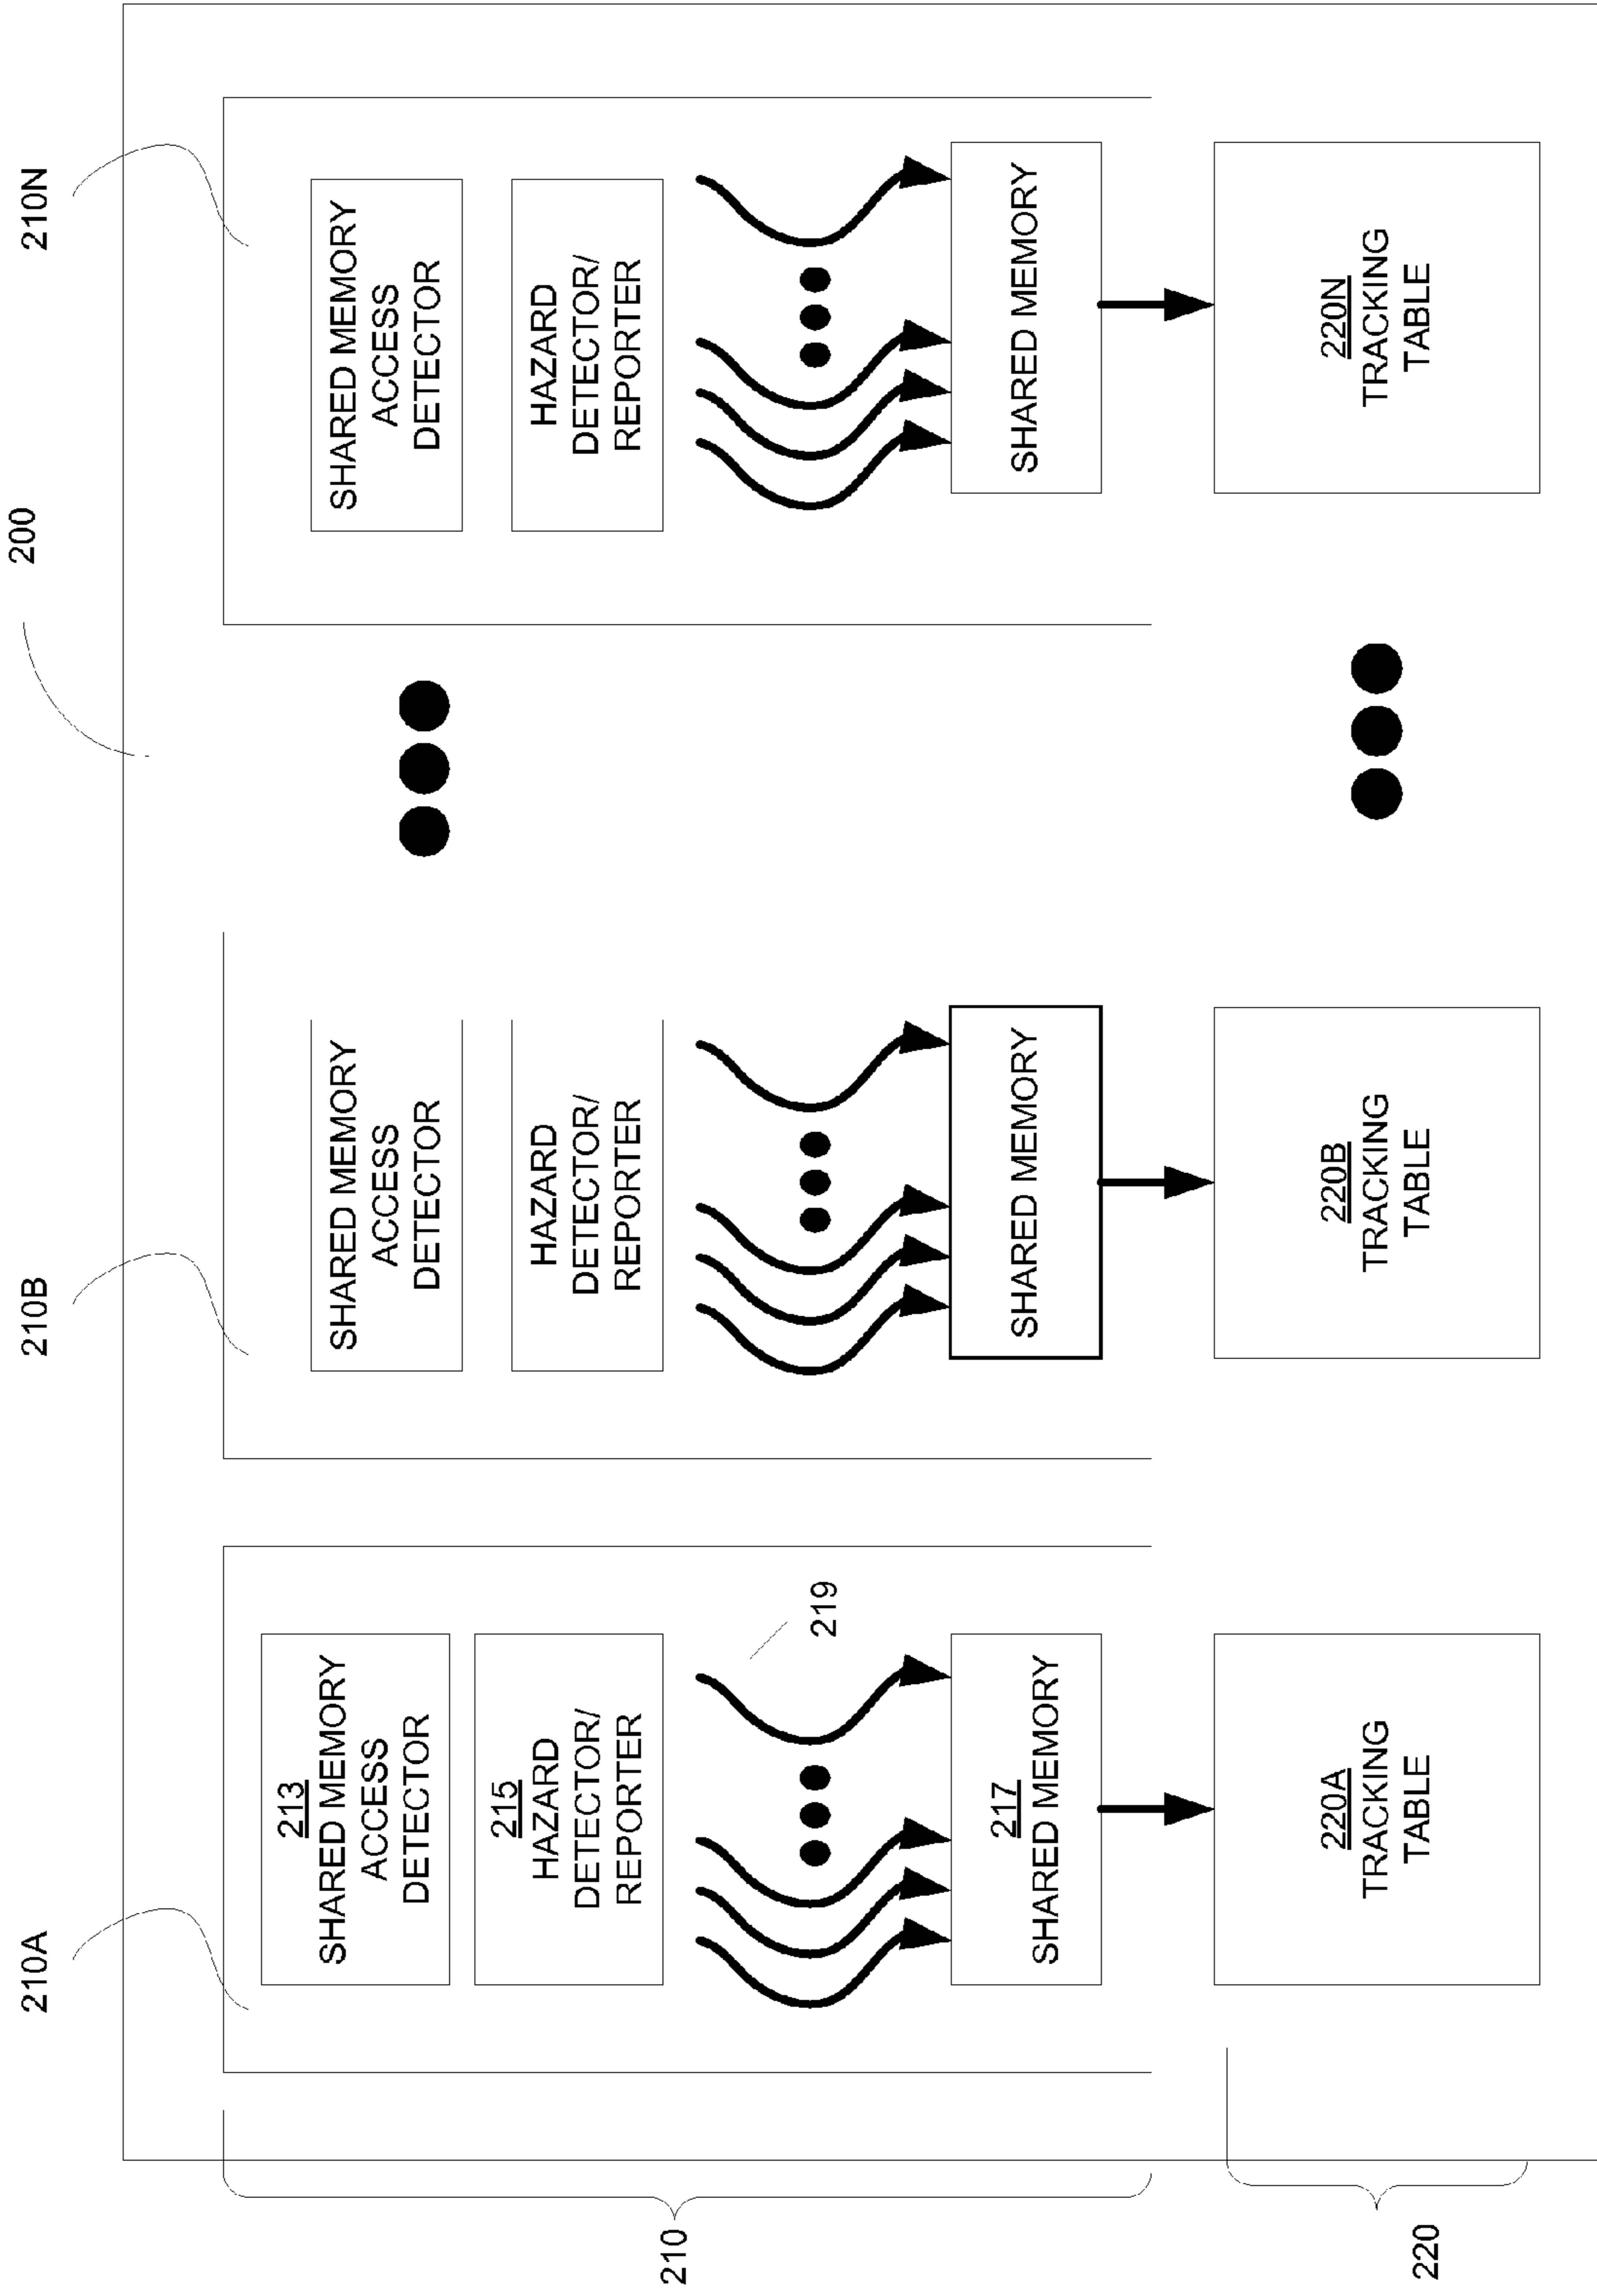 200
210A
210B
210N
213
SHARED MEMORY
ACCESS
DETECTOR
215
HAZARD
DETECTOR/
REPORTER
219
217
SHARED MEMORY
220A
TRACKING
TABLE
SHARED MEMORY
ACCESS
DETECTOR
HAZARD
DETECTOR/
REPORTER
SHARED MEMORY
220B
TRACKING
TABLE
SHARED MEMORY
ACCESS
DETECTOR
HAZARD
DETECTOR/
REPORTER
SHARED MEMORY
220N
TRACKING
TABLE
210
220